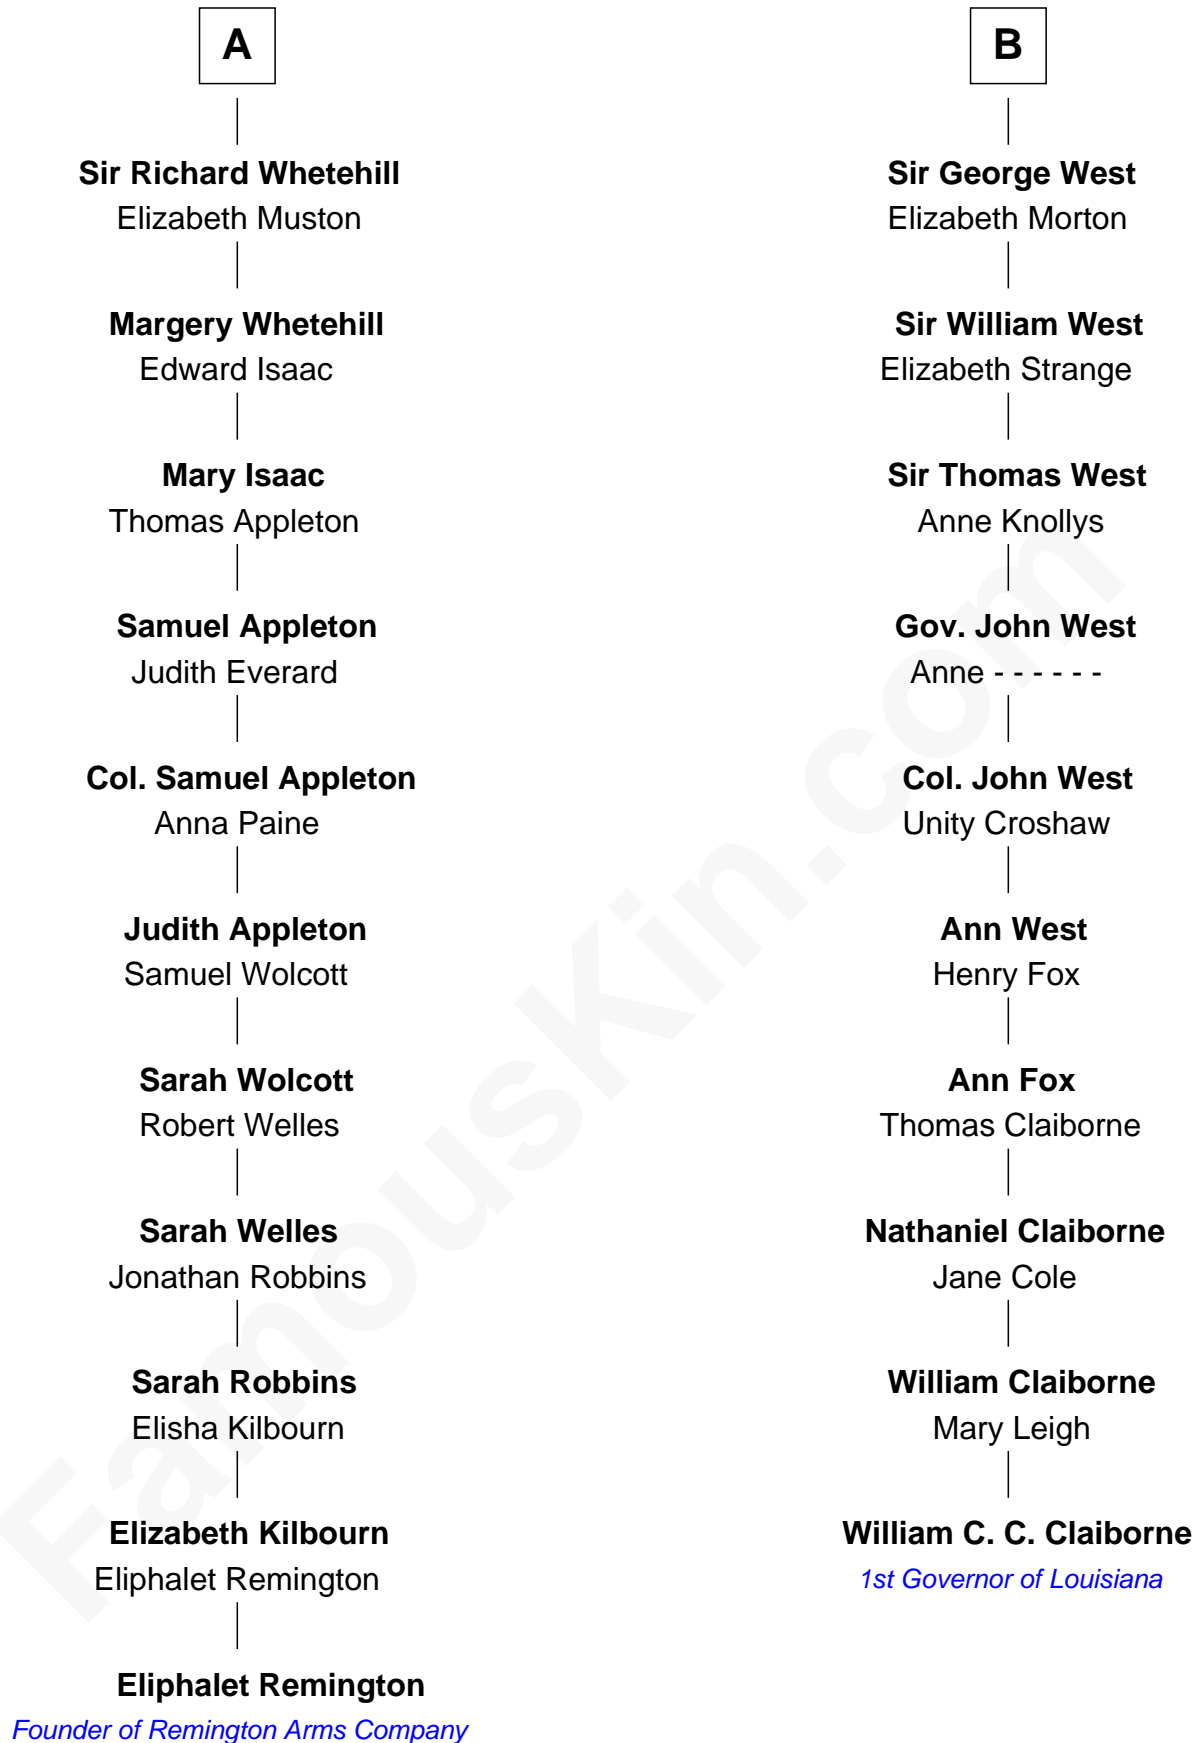 A
Sir Richard Whetehill
Elizabeth Muston
Margery Whetehill
Edward Isaac
Mary Isaac
Thomas Appleton
Samuel Appleton
Judith Everard
Col. Samuel Appleton
Anna Paine
Judith Appleton
Samuel Wolcott
Sarah Wolcott
Robert Welles
Sarah Welles
Jonathan Robbins
Sarah Robbins
Elisha Kilbourn
Elizabeth Kilbourn
Eliphalet Remington
Eliphalet Remington
Founder of Remington Arms Company
B
Sir George West
Elizabeth Morton
Sir William West
Elizabeth Strange
Sir Thomas West
Anne Knollys
Gov. John West
Anne - - - - - -
Col. John West
Unity Croshaw
Ann West
Henry Fox
Ann Fox
Thomas Claiborne
Nathaniel Claiborne
Jane Cole
William Claiborne
Mary Leigh
William C. C. Claiborne
1st Governor of Louisiana
FamousKin.com